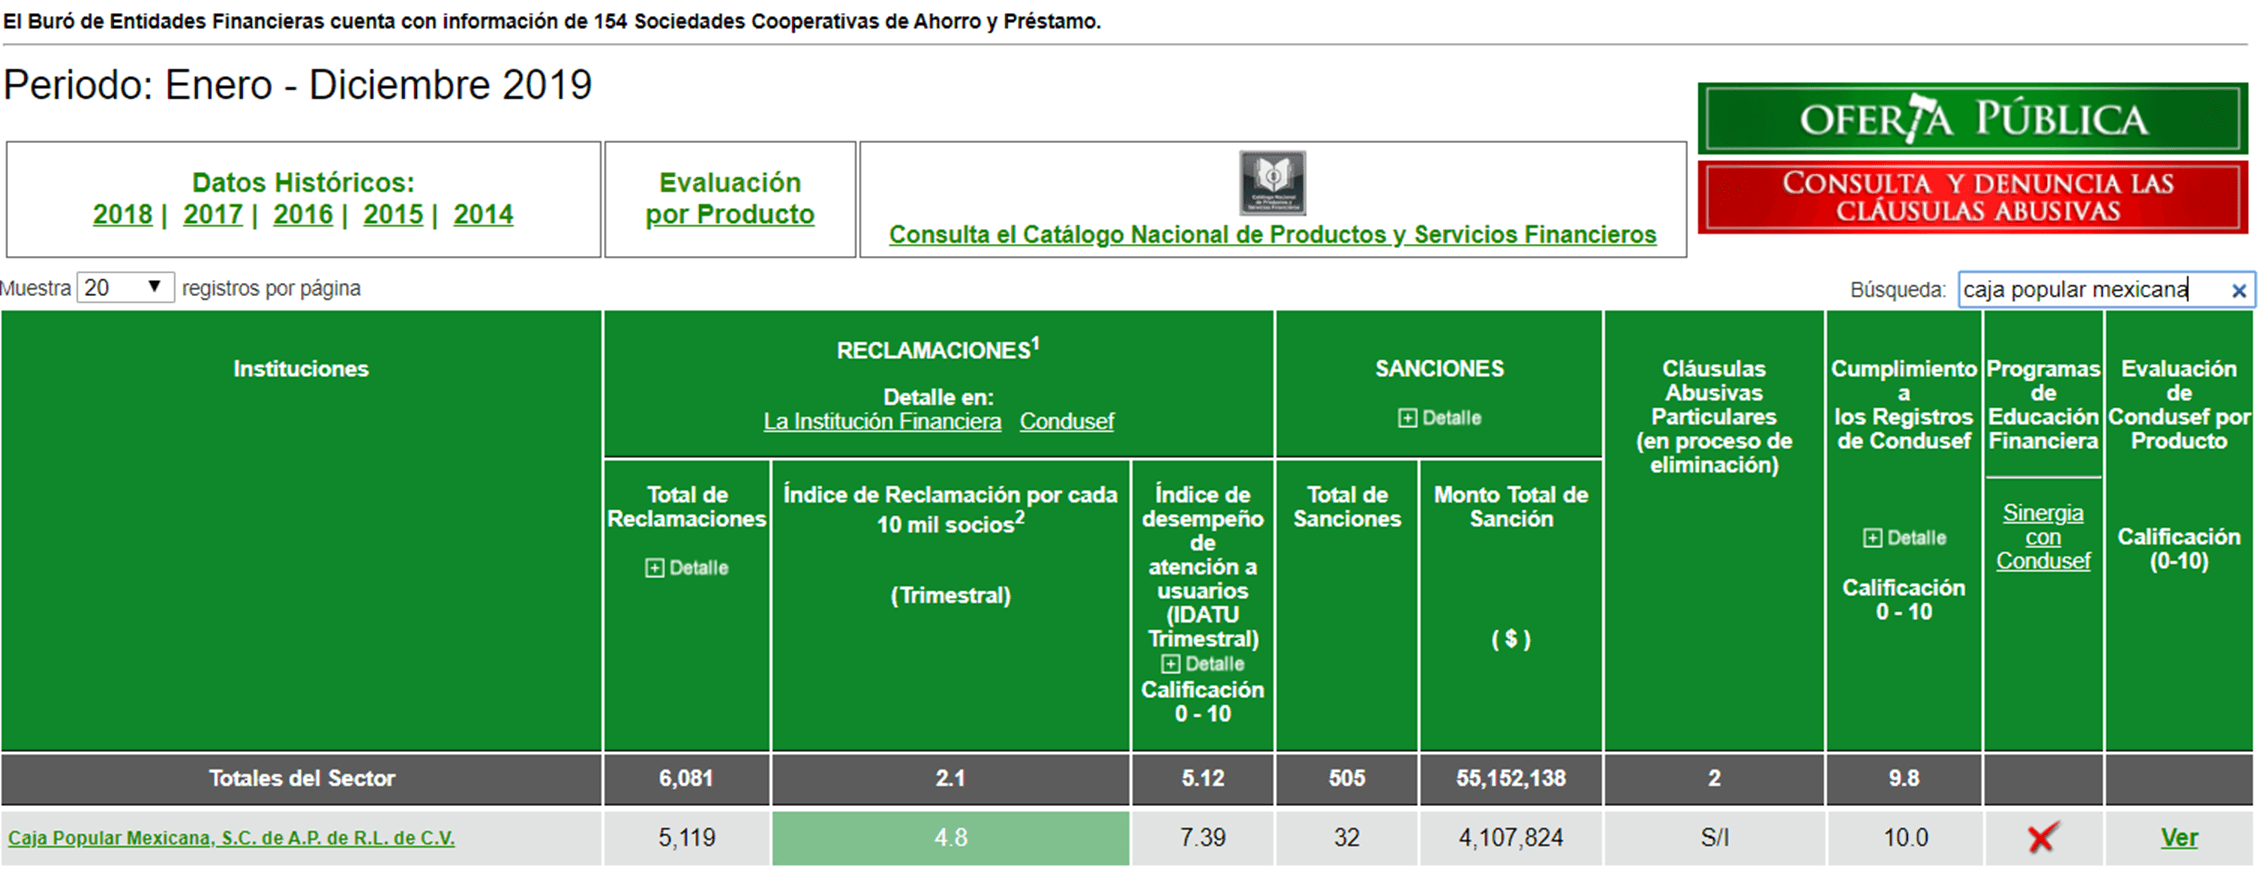 El Buró de Entidades Financieras cuenta con información de 154 Sociedades Cooperativas de Ahorro y Préstamo.
Periodo: Enero - Diciembre 2019
OFERTA PÚBLICA
CONSULTA Y DENUNCIA LAS
CLÁUSULAS ABUSIVAS
Datos Históricos:
2018 | 2017 | 2016 | 2015 | 2014
Evaluación
por Producto
Catálogo Nacional
de Productos y
Servicios Financieros
Consulta el Catálogo Nacional de Productos y Servicios Financieros
Muestra 20 registros por página
Búsqueda: caja popular mexicana
Instituciones
RECLAMACIONES1
Detalle en:
La Institución Financiera Condusef
Total de
Reclamaciones
Detalle
Índice de Reclamación por cada
10 mil socios2
(Trimestral)
Índice de
desempeño
de
atención a
usuarios
(IDATU
Trimestral)
Detalle
Calificación
0 - 10
SANCIONES
Detalle
Total de
Sanciones
Monto Total de
Sanción
( $ )
Cláusulas
Abusivas
Particulares
(en proceso de
eliminación)
Cumplimiento
a
los Registros
de Condusef
Detalle
Calificación
0 - 10
Programas
de
Educación
Financiera
Sinergia
con
Condusef
Evaluación
de
Condusef por
Producto
Calificación
(0-10)
Totales del Sector 6,081 2.1 5.12 505 55,152,138 2 9.8
Caja Popular Mexicana, S.C. de A.P. de R.L. de C.V. 5,119 4.8 7.39 32 4,107,824 S/I 10.0 Ver